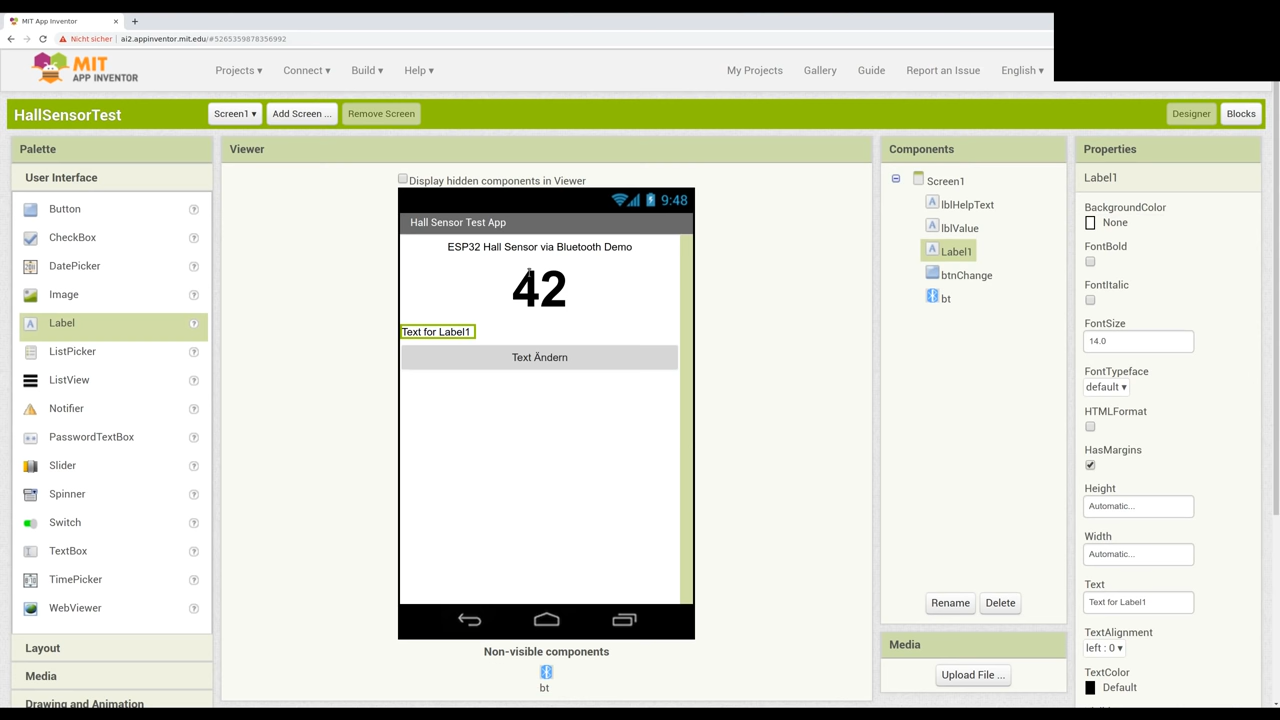 MIT App Inventor
Nicht sicher
ai2.appinventor.mit.edu/#5265359878356992
MIT
APP INVENTOR
Projects ▾
Connect ▾
Build ▾
Help ▾
My Projects
Gallery
Guide
Report an Issue
English ▾
HallSensorTest
Screen1 ▾
Add Screen ...
Remove Screen
Designer
Blocks
Palette
User Interface
Button
CheckBox
DatePicker
Image
Label
ListPicker
ListView
Notifier
PasswordTextBox
Slider
Spinner
Switch
TextBox
TimePicker
WebViewer
Layout
Media
Drawing and Animation
Viewer
Display hidden components in Viewer
9:48
Hall Sensor Test App
ESP32 Hall Sensor via Bluetooth Demo
42
Text for Label1
Text Ändern
Non-visible components
bt
Components
Screen1
lblHelpText
lblValue
Label1
btnChange
bt
Rename
Delete
Media
Upload File ...
Properties
Label1
BackgroundColor
None
FontBold
FontItalic
FontSize
14.0
FontTypeface
default ▾
HTMLFormat
HasMargins
Height
Automatic...
Width
Automatic...
Text
Text for Label1
TextAlignment
left : 0 ▾
TextColor
Default